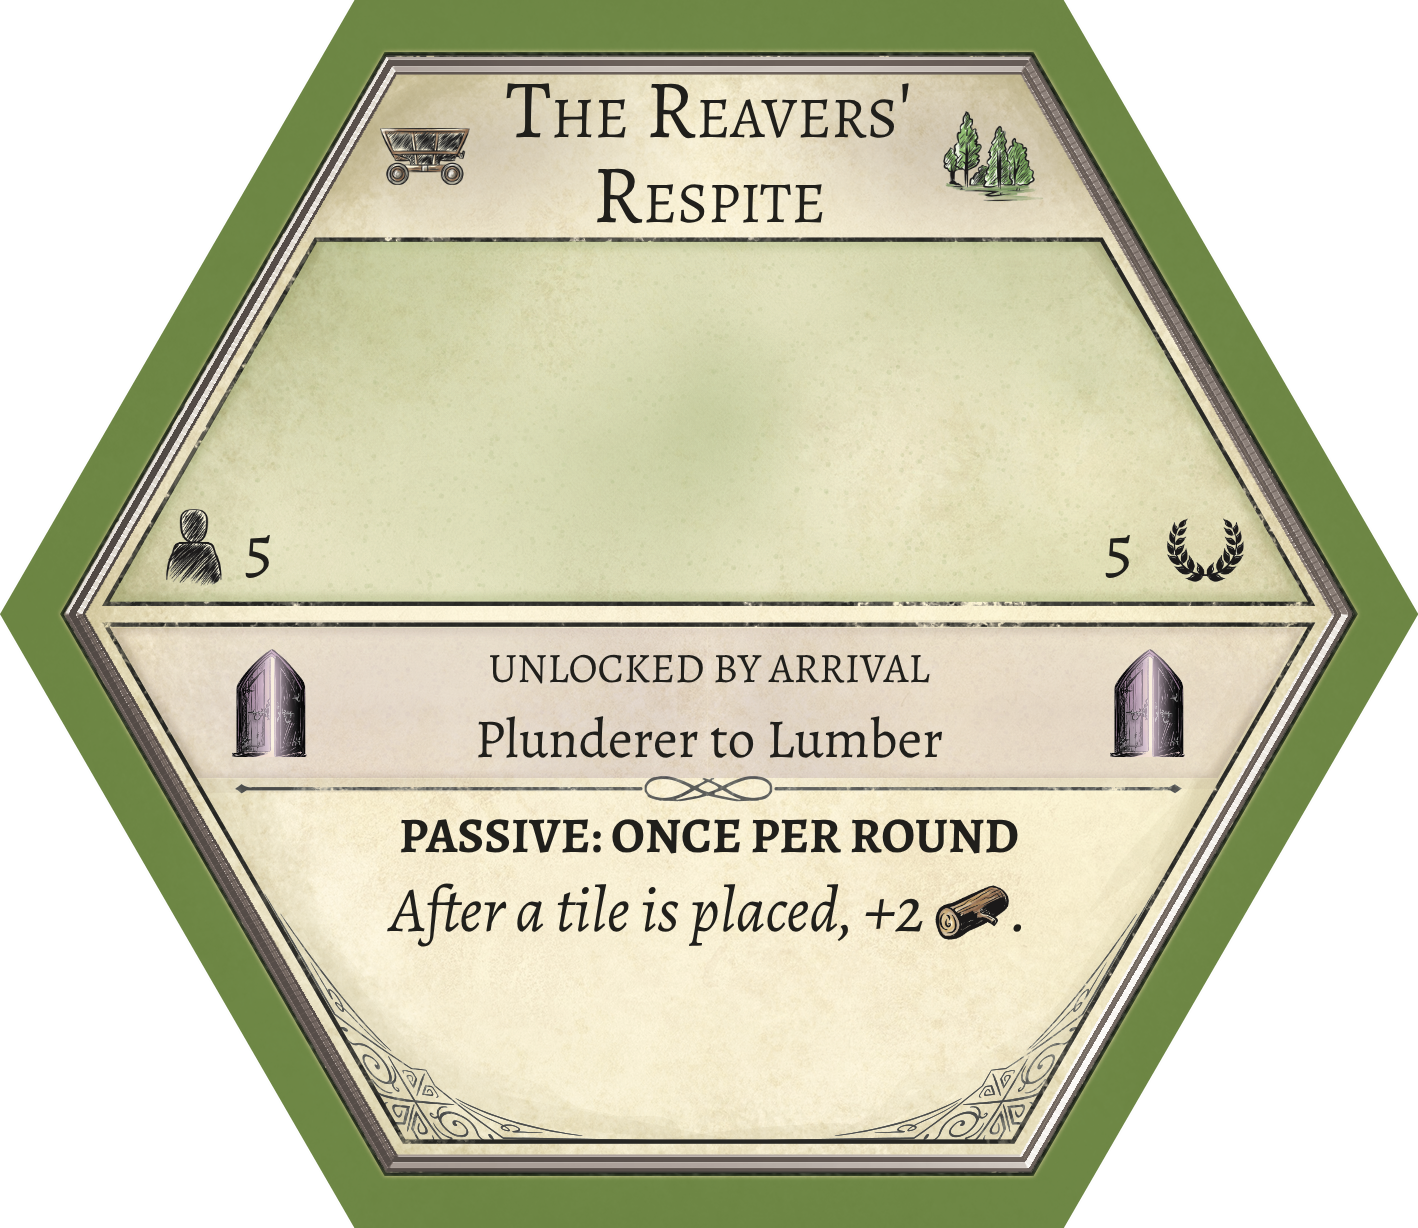 The Reavers'
Respite
5
5
UNLOCKED BY ARRIVAL
Plunderer to Lumber
PASSIVE: ONCE PER ROUND
After a tile is placed, +2 .